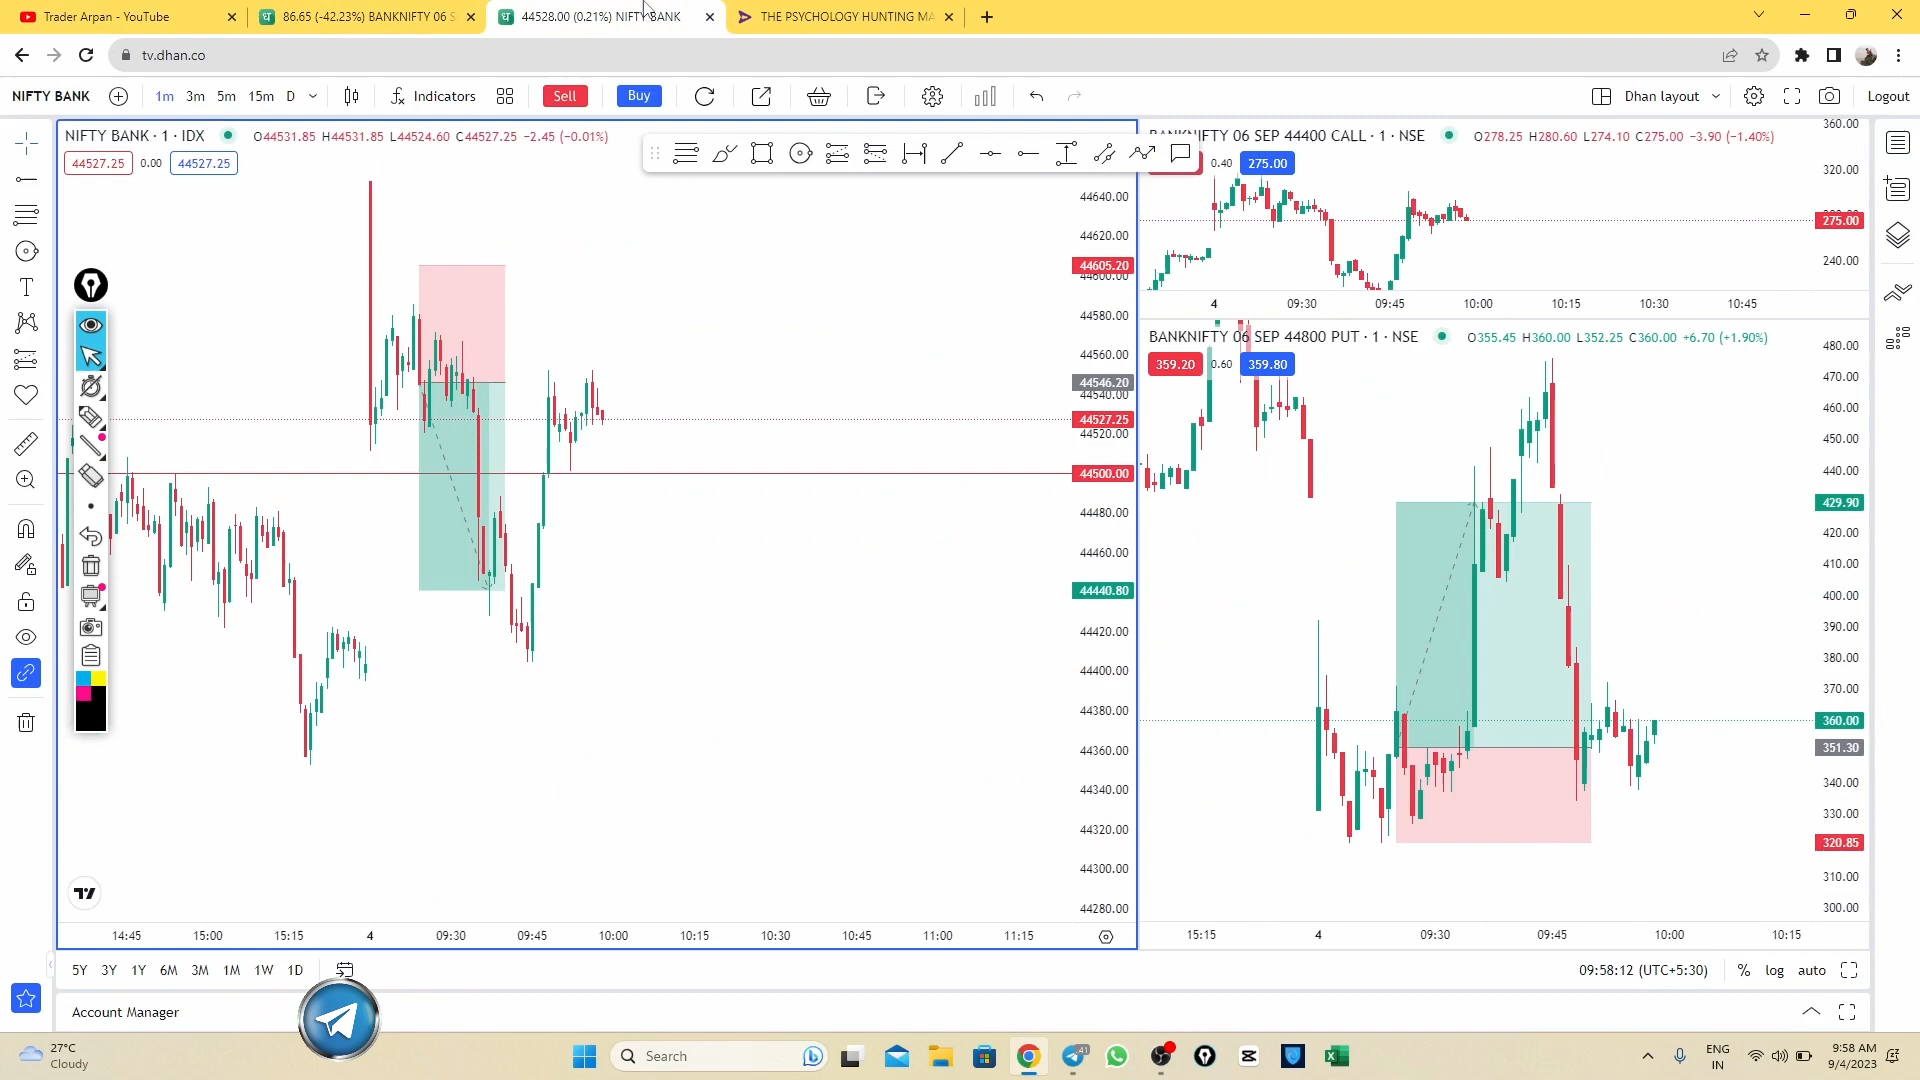 Trader Arpan - YouTube
86.65 (-42.23%) BANKNIFTY 06 S
44528.00 (0.21%) NIFTY BANK
THE PSYCHOLOGY HUNTING MA
tv.dhan.co
NIFTY BANK
1m 3m 5m 15m D
Indicators
Sell
Buy
Dhan layout
Logout
NIFTY BANK · 1 · IDX
O44531.85 H44531.85 L44524.60 C44527.25 −2.45 (−0.01%)
44527.25 0.00 44527.25
44640.00
44620.00
44605.20
44600.00
44580.00
44560.00
44546.20
44540.00
44527.25
44520.00
44500.00
44480.00
44460.00
44440.80
44420.00
44400.00
44380.00
44360.00
44340.00
44320.00
44300.00
44280.00
14:45 15:00 15:15 4 09:30 09:45 10:00 10:15 10:30 10:45 11:00 11:15
BANKNIFTY 06 SEP 44400 CALL · 1 · NSE
O278.25 H280.60 L274.10 C275.00 −3.90 (−1.40%)
0.40 275.00
360.00
320.00
275.00
240.00
4 09:30 09:45 10:00 10:15 10:30 10:45
BANKNIFTY 06 SEP 44800 PUT · 1 · NSE
O355.45 H360.00 L352.25 C360.00 +6.70 (+1.90%)
359.20 0.60 359.80
480.00
470.00
460.00
450.00
440.00
429.90
420.00
410.00
400.00
390.00
380.00
370.00
360.00
351.30
340.00
330.00
320.85
310.00
300.00
15:15 4 09:30 09:45 10:00 10:15
5Y 3Y 1Y 6M 3M 1M 1W 1D
09:58:12 (UTC+5:30) % log auto
Account Manager
27°C
Cloudy
Search
41
ENG
IN
9:58 AM
9/4/2023